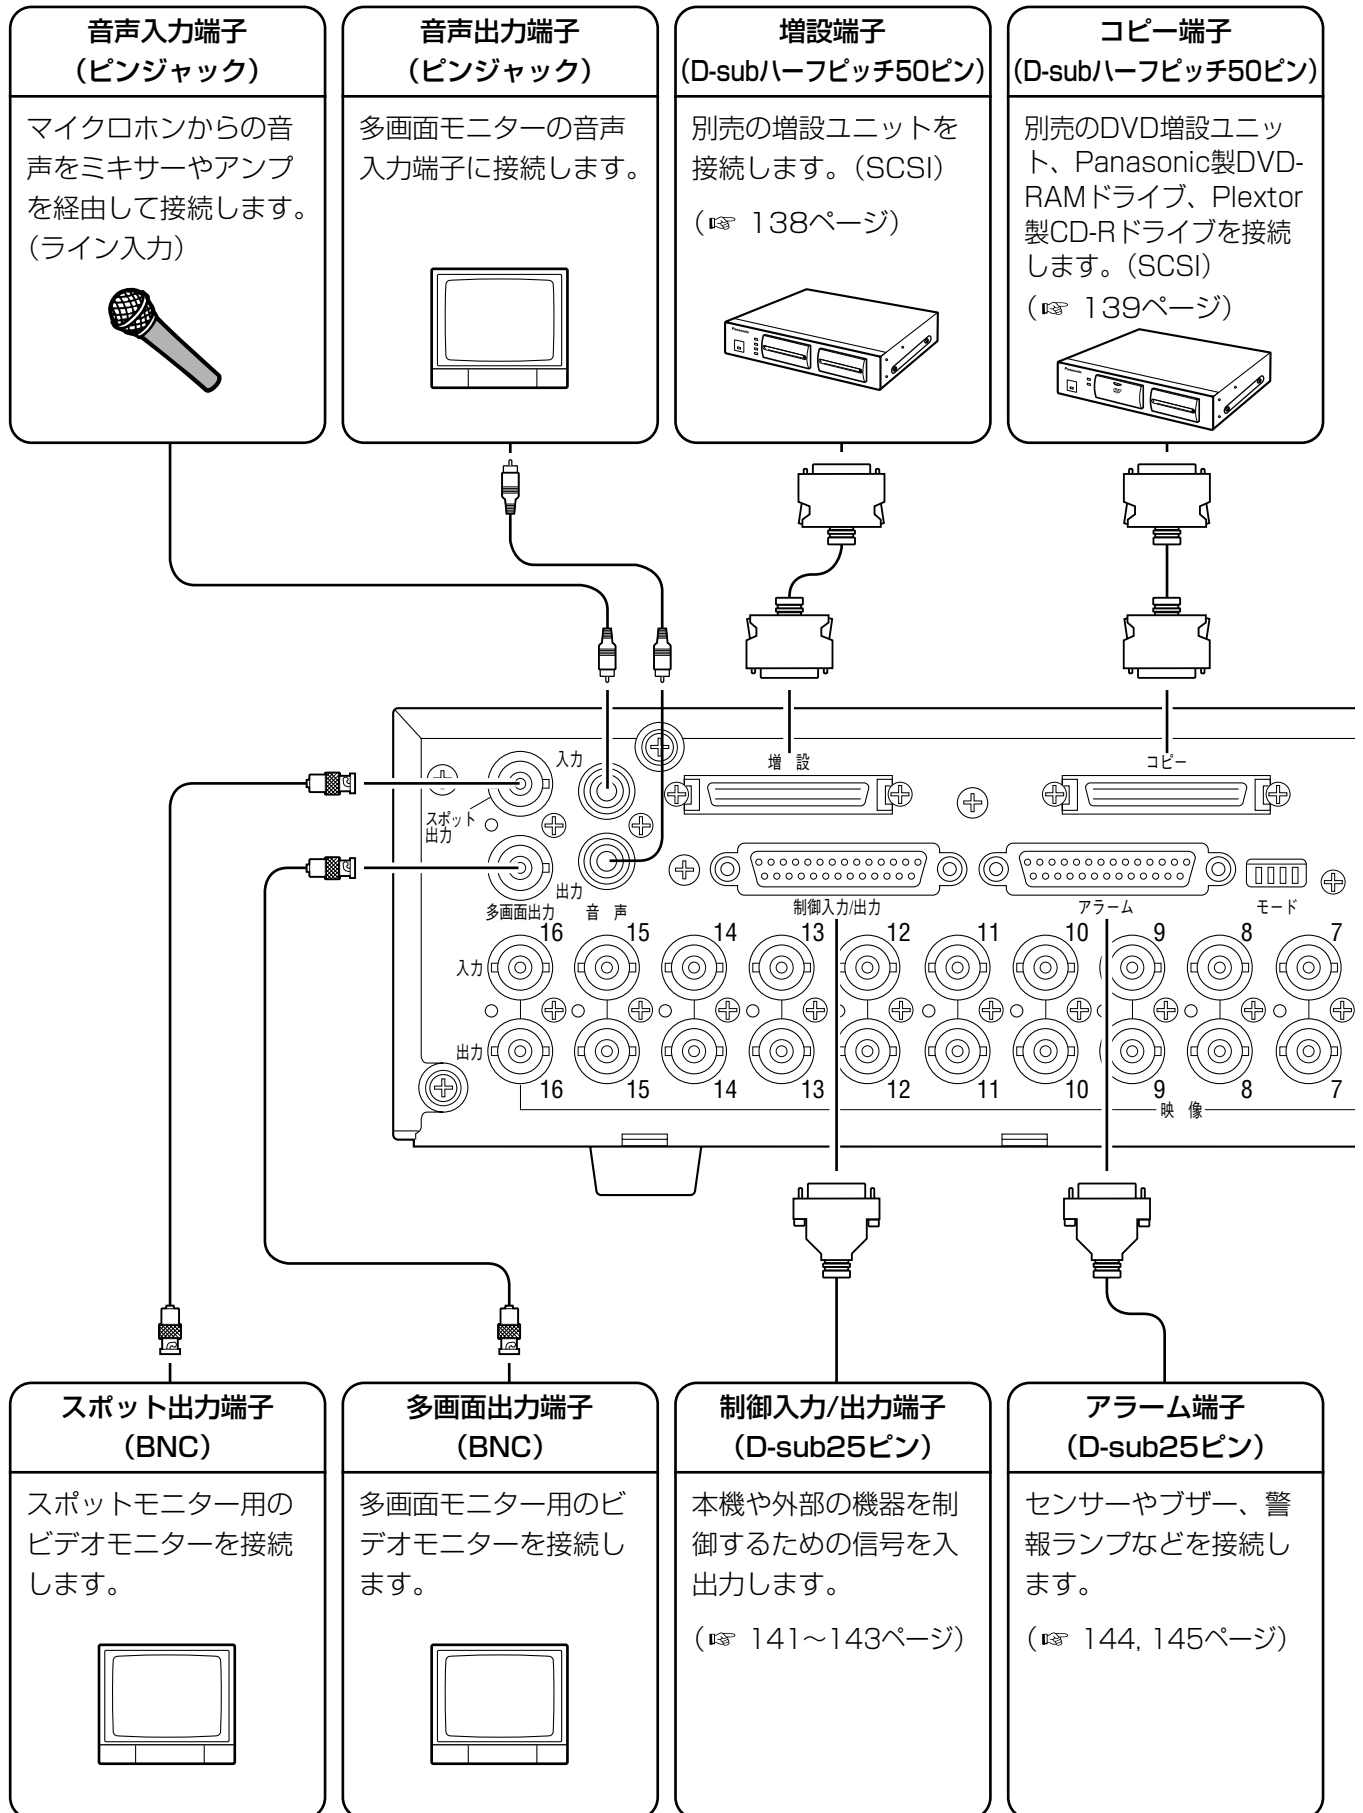 音声入力端子
（ピンジャック）
マイクロホンからの音
声をミキサーやアンプ
を経由して接続します。
（ライン入力）
音声出力端子
（ピンジャック）
多画面モニターの音声
入力端子に接続します。
増設端子
（D-subハーフピッチ50ピン）
別売の増設ユニットを
接続します。（SCSI）
（☞ 138ページ）
Panasonic
コピー端子
（D-subハーフピッチ50ピン）
別売のDVD増設ユニッ
ト、Panasonic製DVD-
RAMドライブ、Plextor
製CD-Rドライブを接続
します。（SCSI）
（☞ 139ページ）
Panasonic
入力
増 設
コピー
スポット
出力
出力
多画面出力
音 声
制御入力/出力
アラーム
モード
16 15 14 13 12 11 10 9 8 7
入力
出力
16 15 14 13 12 11 10 9 8 7
映 像
スポット出力端子
（BNC）
スポットモニター用の
ビデオモニターを接続
します。
多画面出力端子
（BNC）
多画面モニター用のビ
デオモニターを接続し
ます。
制御入力/出力端子
（D-sub25ピン）
本機や外部の機器を制
御するための信号を入
出力します。
（☞ 141～143ページ）
アラーム端子
（D-sub25ピン）
センサーやブザー、警
報ランプなどを接続し
ます。
（☞ 144, 145ページ）